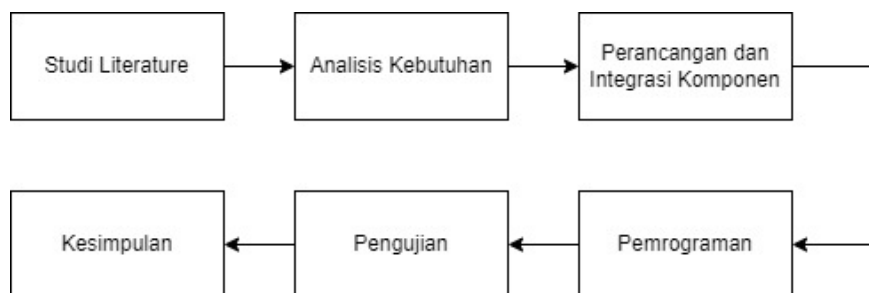 Studi Literature
Analisis Kebutuhan
Perancangan dan
Integrasi Komponen
Pemrograman
Pengujian
Kesimpulan